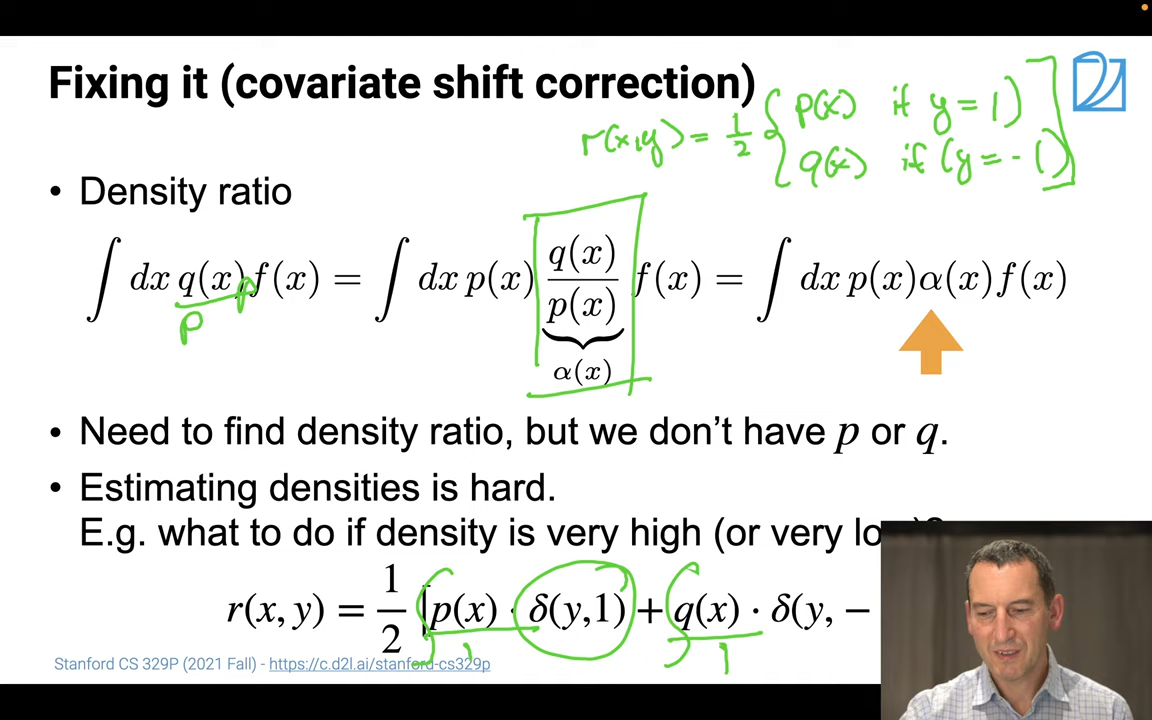 Fixing it (covariate shift correction)
r(x,y) = 1/2 { p(x) if y = 1)
q(x) if (y = -1)
• Density ratio
∫ dx q(x) f(x) = ∫ dx p(x) q(x)/p(x) f(x) = ∫ dx p(x)α(x)f(x)
p
α(x)
• Need to find density ratio, but we don’t have p or q.
• Estimating densities is hard.
E.g. what to do if density is very high (or very
r(x, y) = 1/2 [p(x) · δ(y,1) + q(x) · δ(y, −
1 1
Stanford CS 329P (2021 Fall) - https://c.d2l.ai/stanford-cs329p